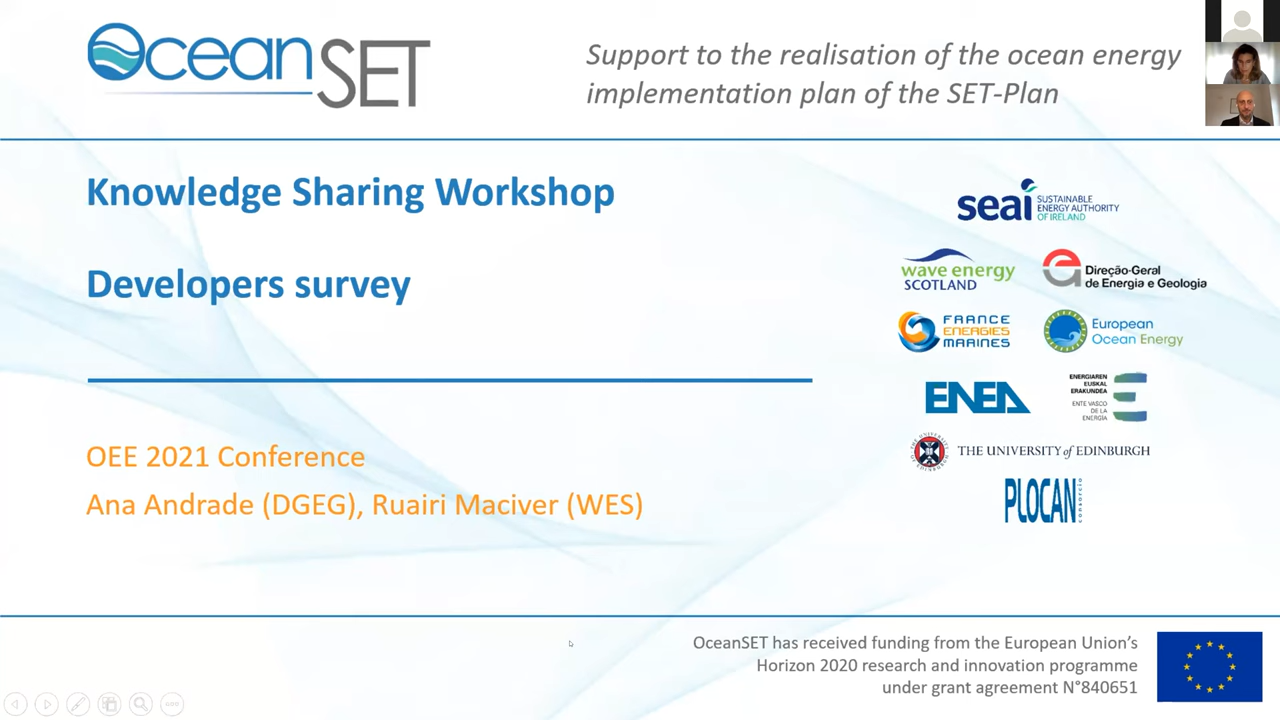 OceanSET
Support to the realisation of the ocean energy
implementation plan of the SET-Plan
Knowledge Sharing Workshop
Developers survey
OEE 2021 Conference
Ana Andrade (DGEG), Ruairi Maciver (WES)
seai SUSTAINABLE
ENERGY AUTHORITY
OF IRELAND
wave energy
SCOTLAND
Direção-Geral
de Energia e Geologia
FRANCE
ENERGIES
MARINES
European
Ocean Energy
ENEA
ENERGIAREN
EUSKAL
ERAKUNDEA
ENTE VASCO
DE LA
ENERGÍA
THE UNIVERSITY of EDINBURGH
PLOCAN
consorcio
OceanSET has received funding from the European Union's
Horizon 2020 research and innovation programme
under grant agreement N°840651